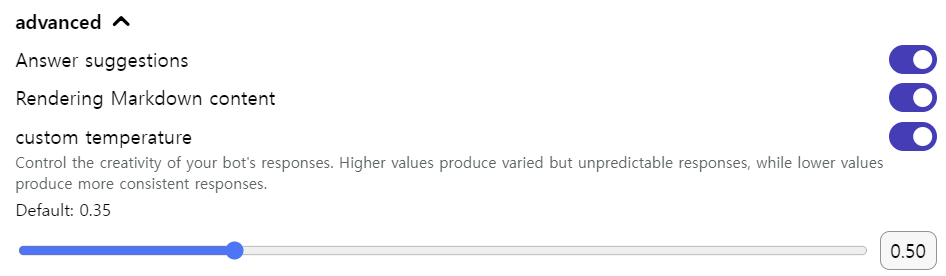 advanced
Answer suggestions
Rendering Markdown content
custom temperature
Control the creativity of your bot's responses. Higher values produce varied but unpredictable responses, while lower values
produce more consistent responses.
Default: 0.35
0.50